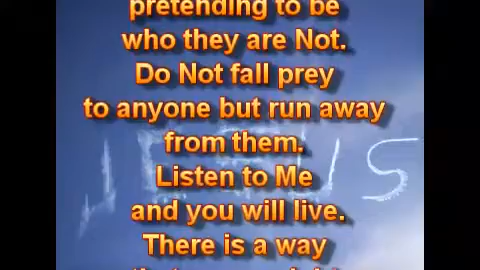 pretending to be
who they are Not.
Do Not fall prey
to anyone but run away
from them.
Listen to Me
and you will live.
There is a way
JESUS